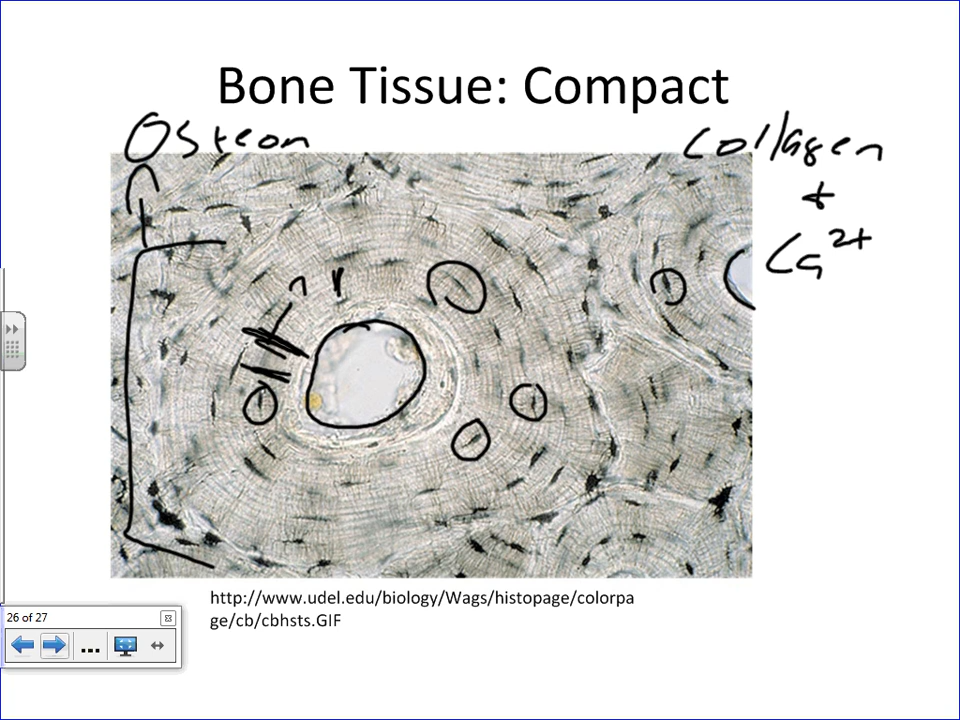 Bone Tissue: Compact
Osteon
Collagen
+
Ca2+
http://www.udel.edu/biology/Wags/histopage/colorpa
ge/cb/cbhsts.GIF
26 of 27
...